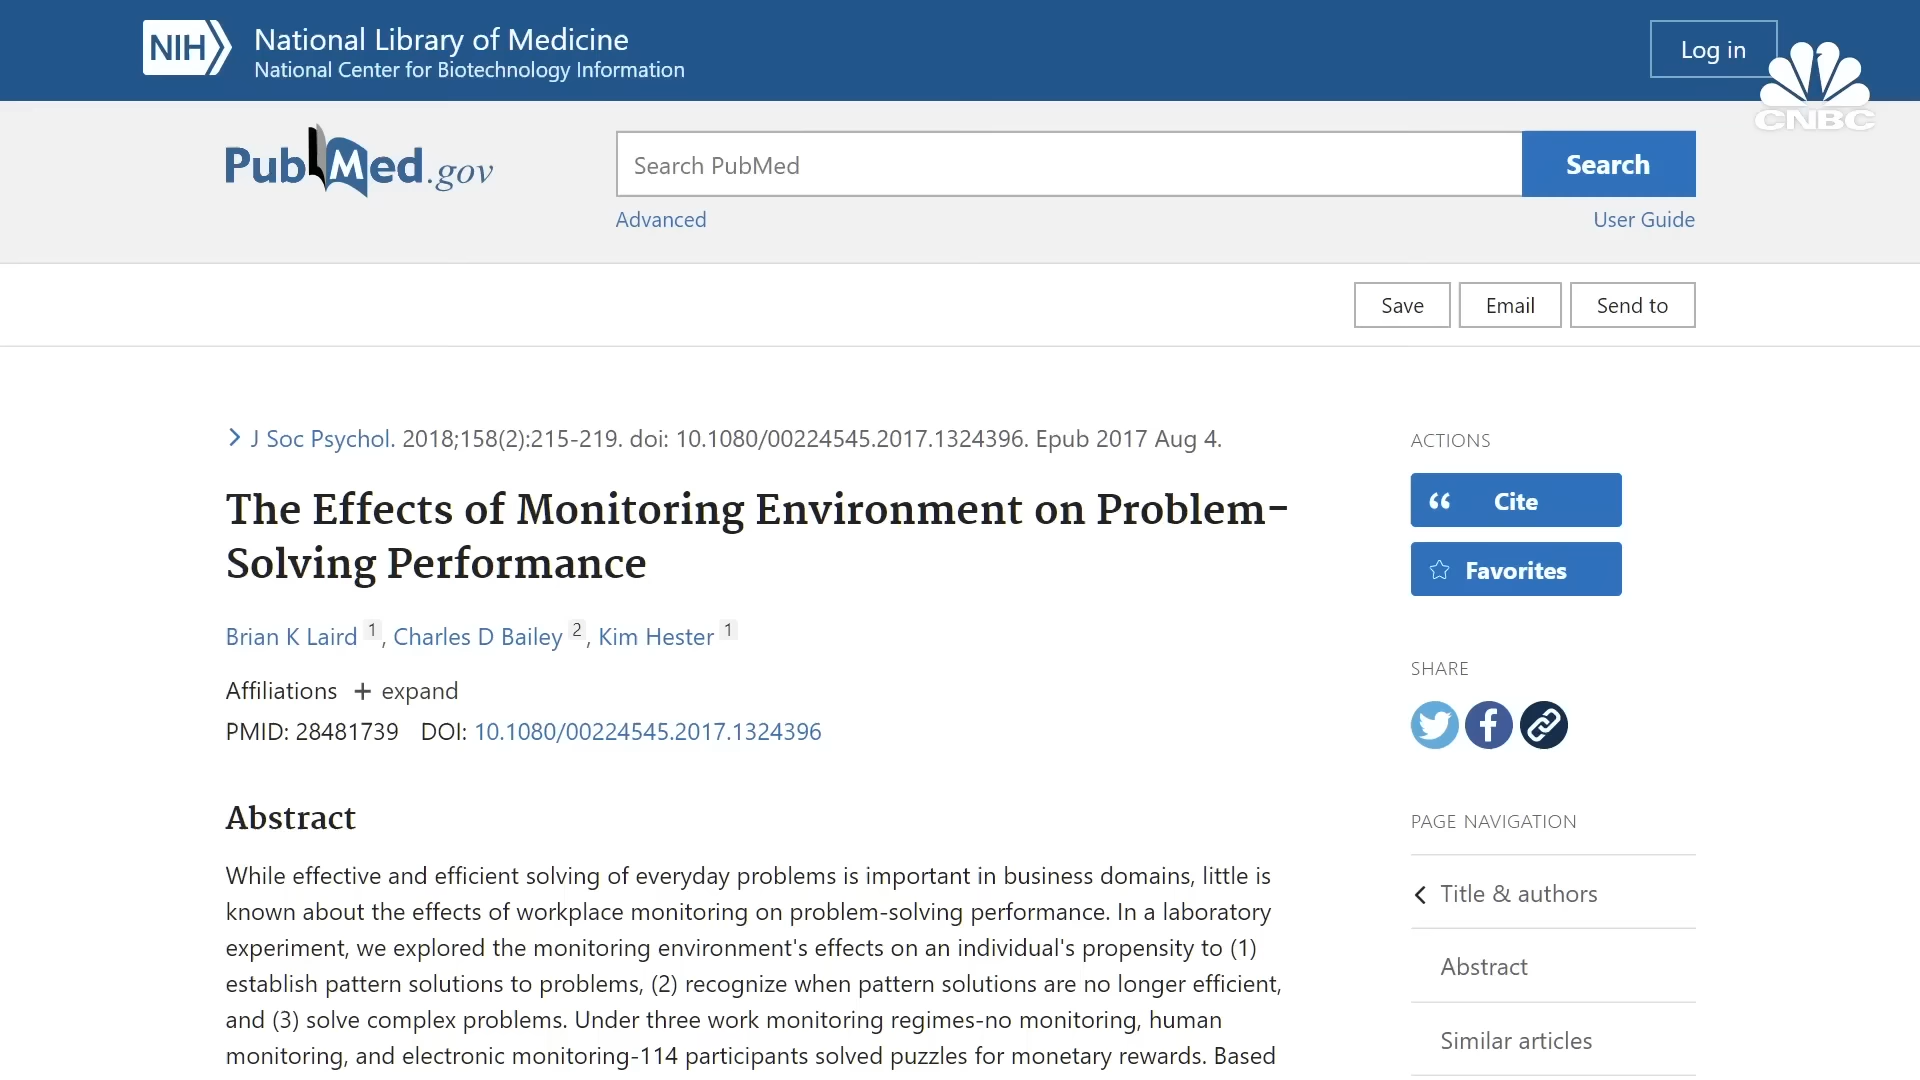 NIH
National Library of Medicine
National Center for Biotechnology Information
Log in
CNBC
PubMed.gov
Search PubMed
Search
Advanced
User Guide
Save
Email
Send to
J Soc Psychol. 2018;158(2):215-219. doi: 10.1080/00224545.2017.1324396. Epub 2017 Aug 4.
The Effects of Monitoring Environment on Problem-
Solving Performance
Brian K Laird 1, Charles D Bailey 2, Kim Hester 1
Affiliations + expand
PMID: 28481739 DOI: 10.1080/00224545.2017.1324396
Abstract
While effective and efficient solving of everyday problems is important in business domains, little is
known about the effects of workplace monitoring on problem-solving performance. In a laboratory
experiment, we explored the monitoring environment's effects on an individual's propensity to (1)
establish pattern solutions to problems, (2) recognize when pattern solutions are no longer efficient,
and (3) solve complex problems. Under three work monitoring regimes-no monitoring, human
monitoring, and electronic monitoring-114 participants solved puzzles for monetary rewards. Based
ACTIONS
Cite
Favorites
SHARE
PAGE NAVIGATION
Title & authors
Abstract
Similar articles